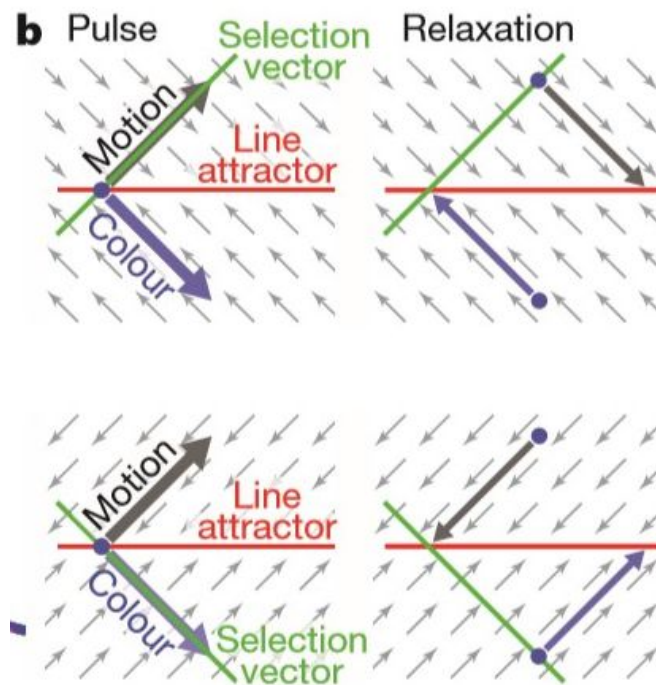 b Pulse
Relaxation
Selection
vector
Motion
Line
attractor
Colour
Motion
Line
attractor
Colour
Selection
vector